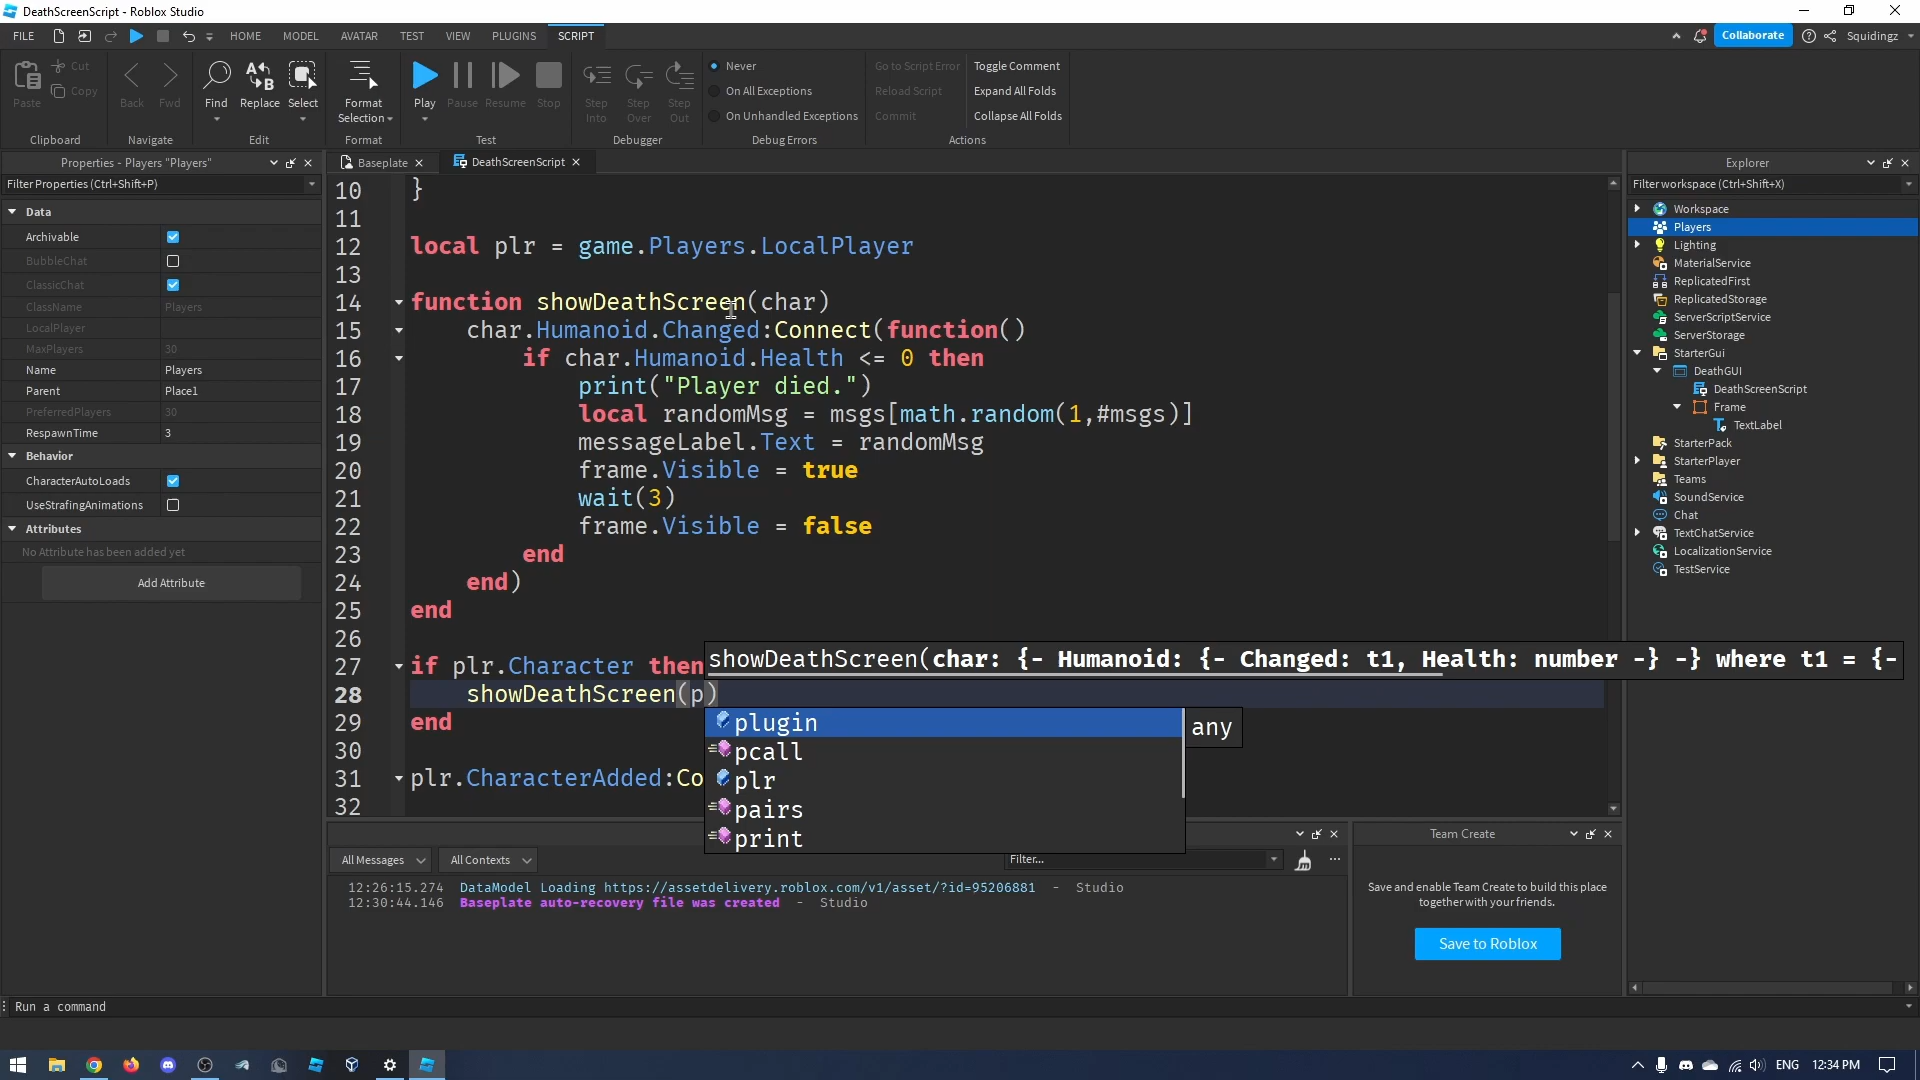 DeathScreenScript - Roblox Studio
FILE HOME MODEL AVATAR TEST VIEW PLUGINS SCRIPT Collaborate Squidingz
Paste Cut Copy Back Fwd Find Replace Select Format Selection Play Pause Resume Stop Step Into Step Over Step Out
Never
On All Exceptions
On Unhandled Exceptions
Go to Script Error
Reload Script
Commit
Toggle Comment
Expand All Folds
Collapse All Folds
Clipboard Navigate Edit Format Test Debugger Debug Errors Actions
Properties - Players "Players"
Filter Properties (Ctrl+Shift+P)
Data
Archivable
BubbleChat
ClassicChat
ClassName Players
LocalPlayer
MaxPlayers 30
Name Players
Parent Place1
PreferredPlayers 30
RespawnTime 3
Behavior
CharacterAutoLoads
UseStrafingAnimations
Attributes
No Attribute has been added yet
Add Attribute
Baseplate DeathScreenScript
10 }
11
12 local plr = game.Players.LocalPlayer
13
14 function showDeathScreen(char)
15 char.Humanoid.Changed:Connect(function()
16 if char.Humanoid.Health <= 0 then
17 print("Player died.")
18 local randomMsg = msgs[math.random(1,#msgs)]
19 messageLabel.Text = randomMsg
20 frame.Visible = true
21 wait(3)
22 frame.Visible = false
23 end
24 end)
25 end
26
27 if plr.Character then
28 showDeathScreen(p)
29 end
30
31 plr.CharacterAdded:Co
32
showDeathScreen(char: {- Humanoid: {- Changed: t1, Health: number -} -} where t1 = {-
plugin any
pcall
plr
pairs
print
Explorer
Filter workspace (Ctrl+Shift+X)
Workspace
Players
Lighting
MaterialService
ReplicatedFirst
ReplicatedStorage
ServerScriptService
ServerStorage
StarterGui
DeathGUI
DeathScreenScript
Frame
TextLabel
StarterPack
StarterPlayer
Teams
SoundService
Chat
TextChatService
LocalizationService
TestService
All Messages All Contexts Filter...
12:26:15.274 DataModel Loading https://assetdelivery.roblox.com/v1/asset/?id=95206881 - Studio
12:30:44.146 Baseplate auto-recovery file was created - Studio
Team Create
Save and enable Team Create to build this place
together with your friends.
Save to Roblox
Run a command
ENG 12:34 PM